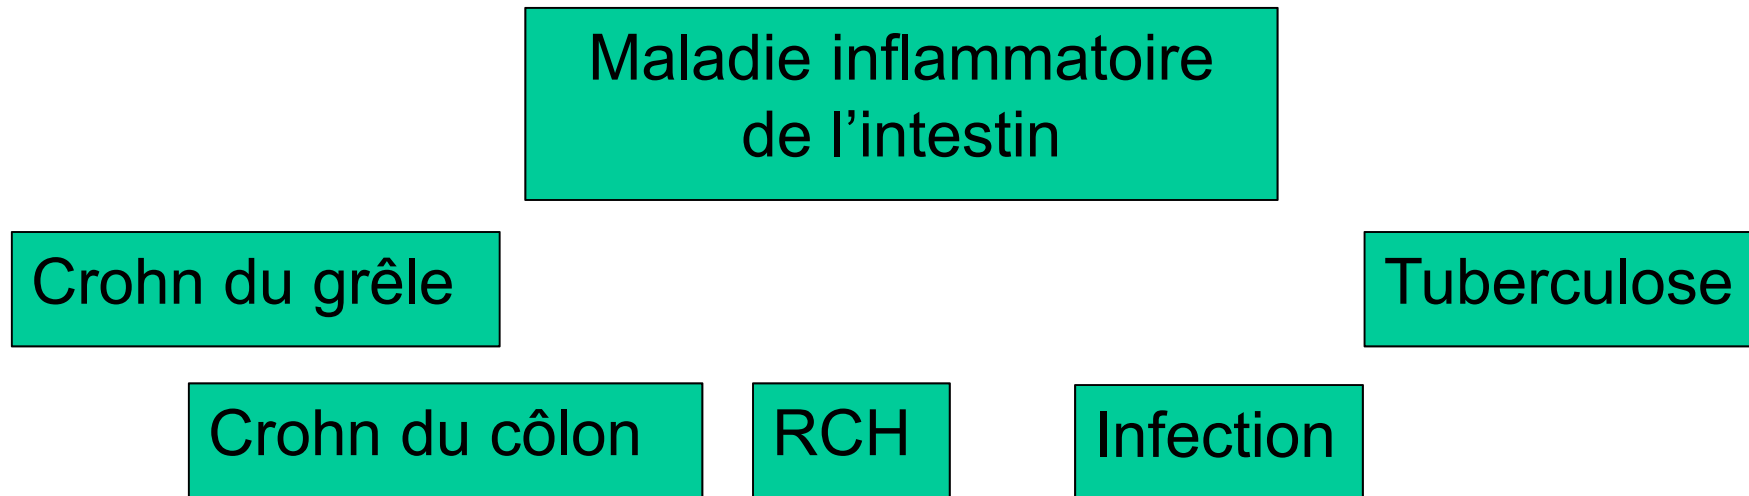 Maladie inflammatoire
de l’intestin
Crohn du grêle
Tuberculose
Crohn du côlon
RCH
Infection